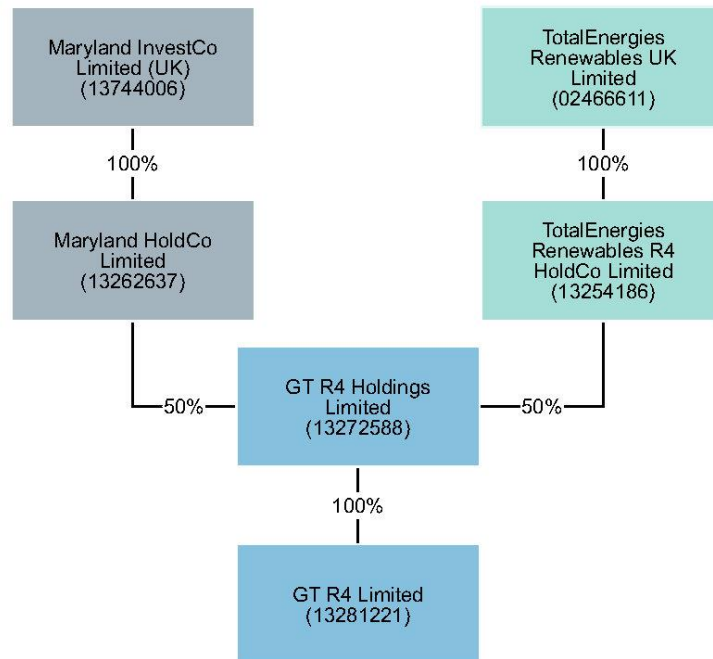 Maryland InvestCo
Limited (UK)
(13744006)
TotalEnergies
Renewables UK
Limited
(02466611)
100%
100%
Maryland HoldCo
Limited
(13262637)
TotalEnergies
Renewables R4
HoldCo Limited
(13254186)
50%
GT R4 Holdings
Limited
(13272588)
50%
100%
GT R4 Limited
(13281221)